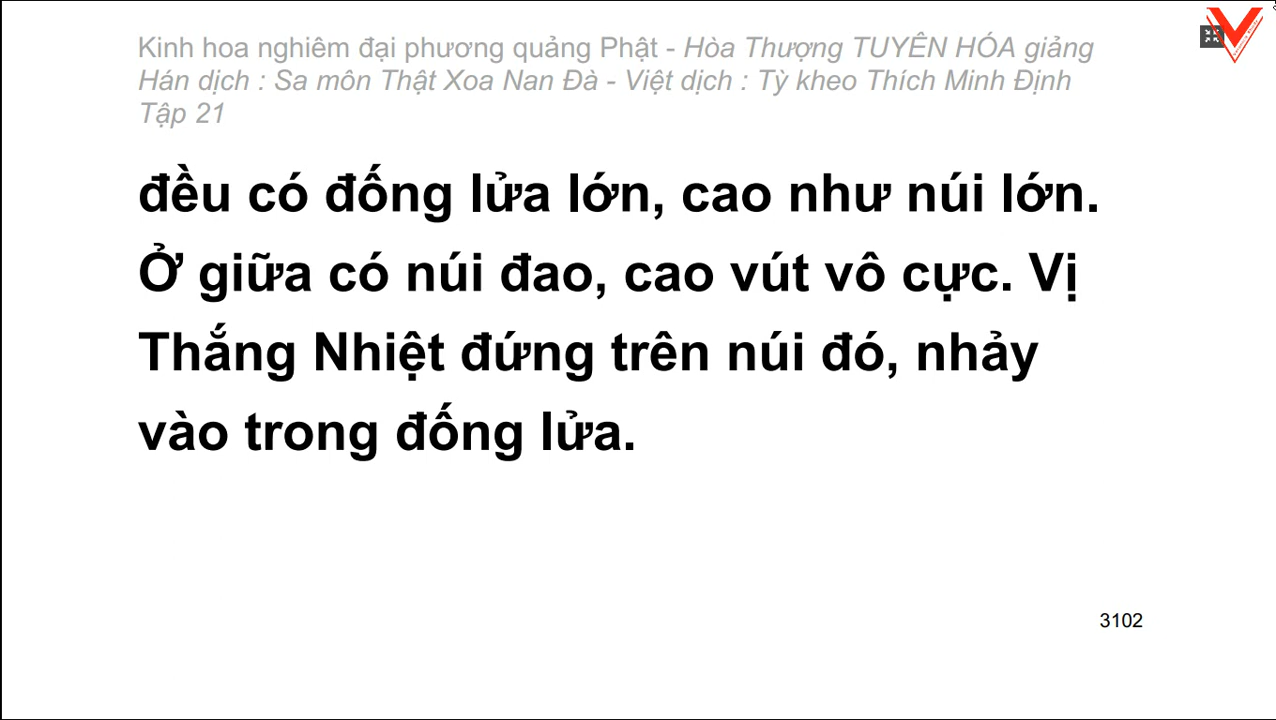 Kinh hoa nghiêm đại phương quảng Phật - Hòa Thượng TUYÊN HÓA giảng
Hán dịch : Sa môn Thật Xoa Nan Đà - Việt dịch : Tỳ kheo Thích Minh Định
Tập 21
đều có đống lửa lớn, cao như núi lớn.
Ở giữa có núi đao, cao vút vô cực. Vị
Thắng Nhiệt đứng trên núi đó, nhảy
vào trong đống lửa.
3102